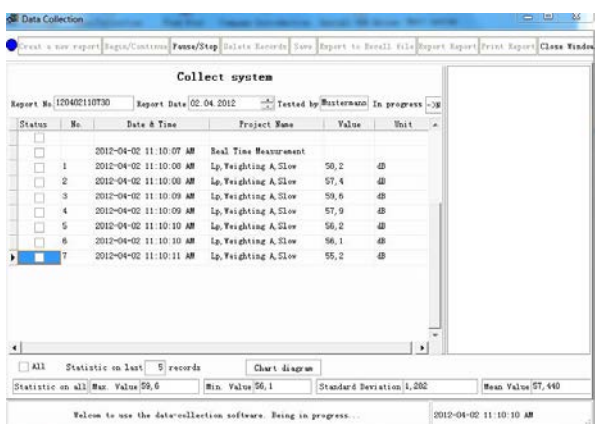 Data Collection
Creat a new report Begin/Continue Pause/Stop Delete Records Save Export to Excell file Export Report Print Report Close Window
Collect system
Report No. 120402110730 Report Date 02.04.2012 Tested by Mustermann In progress ->N
Status No. Date & Time Project Name Value Unit
2012-04-02 11:10:07 AM Real Time Measurement
1 2012-04-02 11:10:08 AM Lp,Weighting A,Slow 58,2 dB
2 2012-04-02 11:10:08 AM Lp,Weighting A,Slow 57,4 dB
3 2012-04-02 11:10:09 AM Lp,Weighting A,Slow 59,6 dB
4 2012-04-02 11:10:09 AM Lp,Weighting A,Slow 57,9 dB
5 2012-04-02 11:10:10 AM Lp,Weighting A,Slow 56,2 dB
6 2012-04-02 11:10:10 AM Lp,Weighting A,Slow 56,1 dB
7 2012-04-02 11:10:11 AM Lp,Weighting A,Slow 55,2 dB
All Statistic on last 5 records Chart diagram
Statistic on all Max. Value 59,6 Min. Value 56,1 Standard Deviation 1,282 Mean Value 57,440
Welcom to use the data-collection software. Being in progress... 2012-04-02 11:10:10 AM